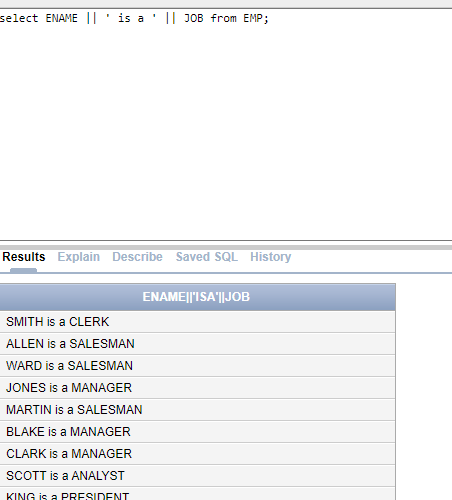 select ENAME || ' is a ' || JOB from EMP;
Results Explain Describe Saved SQL History
ENAME||'ISA'||JOB
SMITH is a CLERK
ALLEN is a SALESMAN
WARD is a SALESMAN
JONES is a MANAGER
MARTIN is a SALESMAN
BLAKE is a MANAGER
CLARK is a MANAGER
SCOTT is a ANALYST
KING is a PRESIDENT